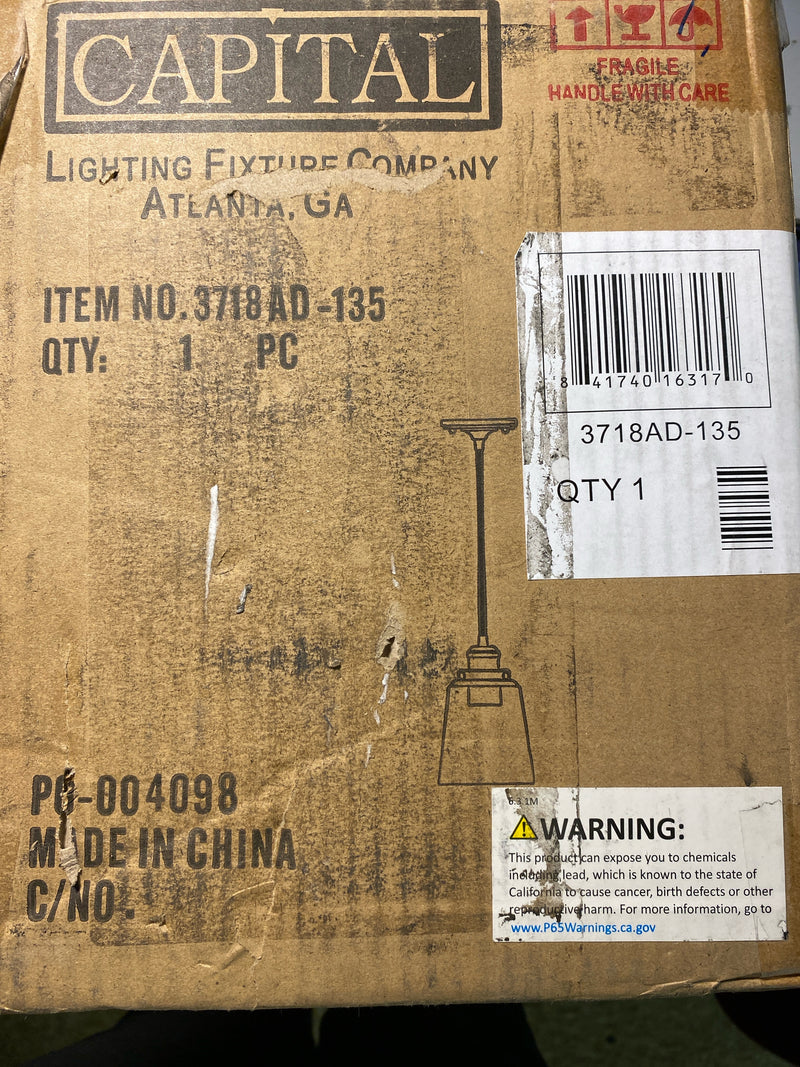 CAPITAL
LIGHTING FIXTURE COMPANY
ATLANTA, GA
FRAGILE
HANDLE WITH CARE
ITEM NO. 3718AD-135
QTY: 1 PC
8 41740 16317 0
3718AD-135
QTY 1
PO-004098
MADE IN CHINA
C/NO.
6.3.1M
WARNING:
This product can expose you to chemicals
including lead, which is known to the state of
California to cause cancer, birth defects or other
reproductive harm. For more information, go to
www.P65Warnings.ca.gov